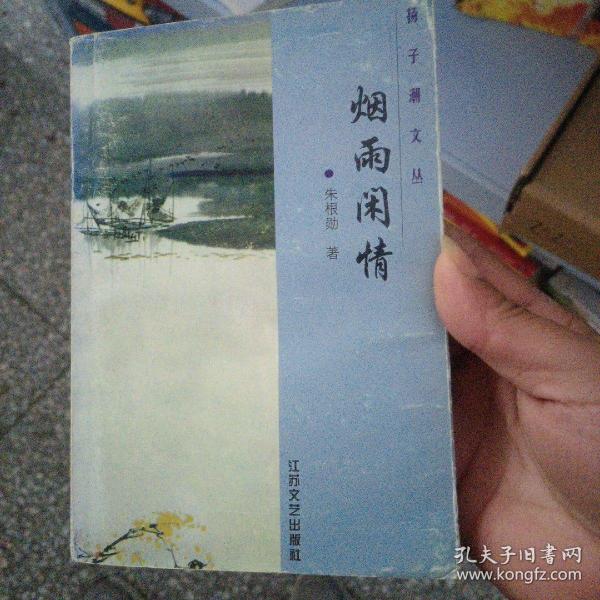 扬子潮文丛
烟雨闲情
●朱根勋 著
江苏文艺出版社
孔夫子旧书网
www.kongfz.com